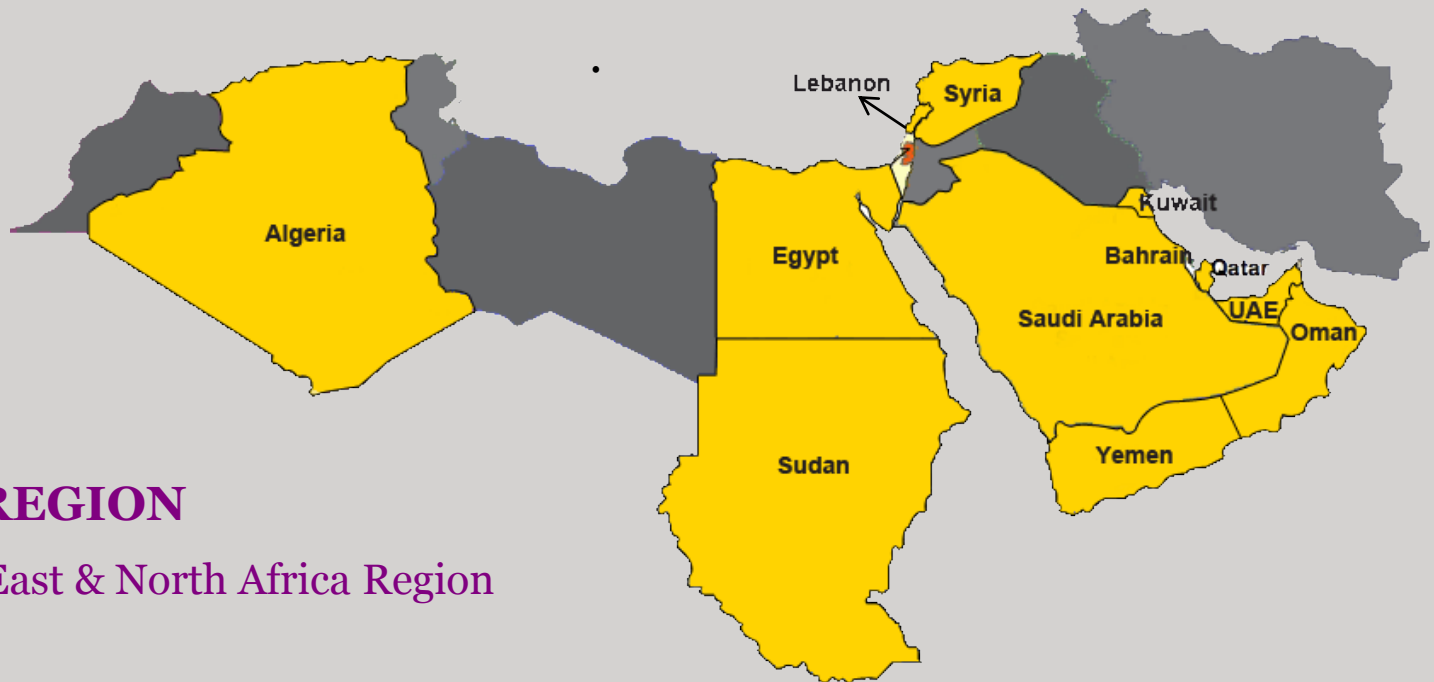 Lebanon
Syria
Algeria
Egypt
Kuwait
Bahrain
Qatar
Saudi Arabia
UAE
Oman
Yemen
Sudan
REGION
East & North Africa Region